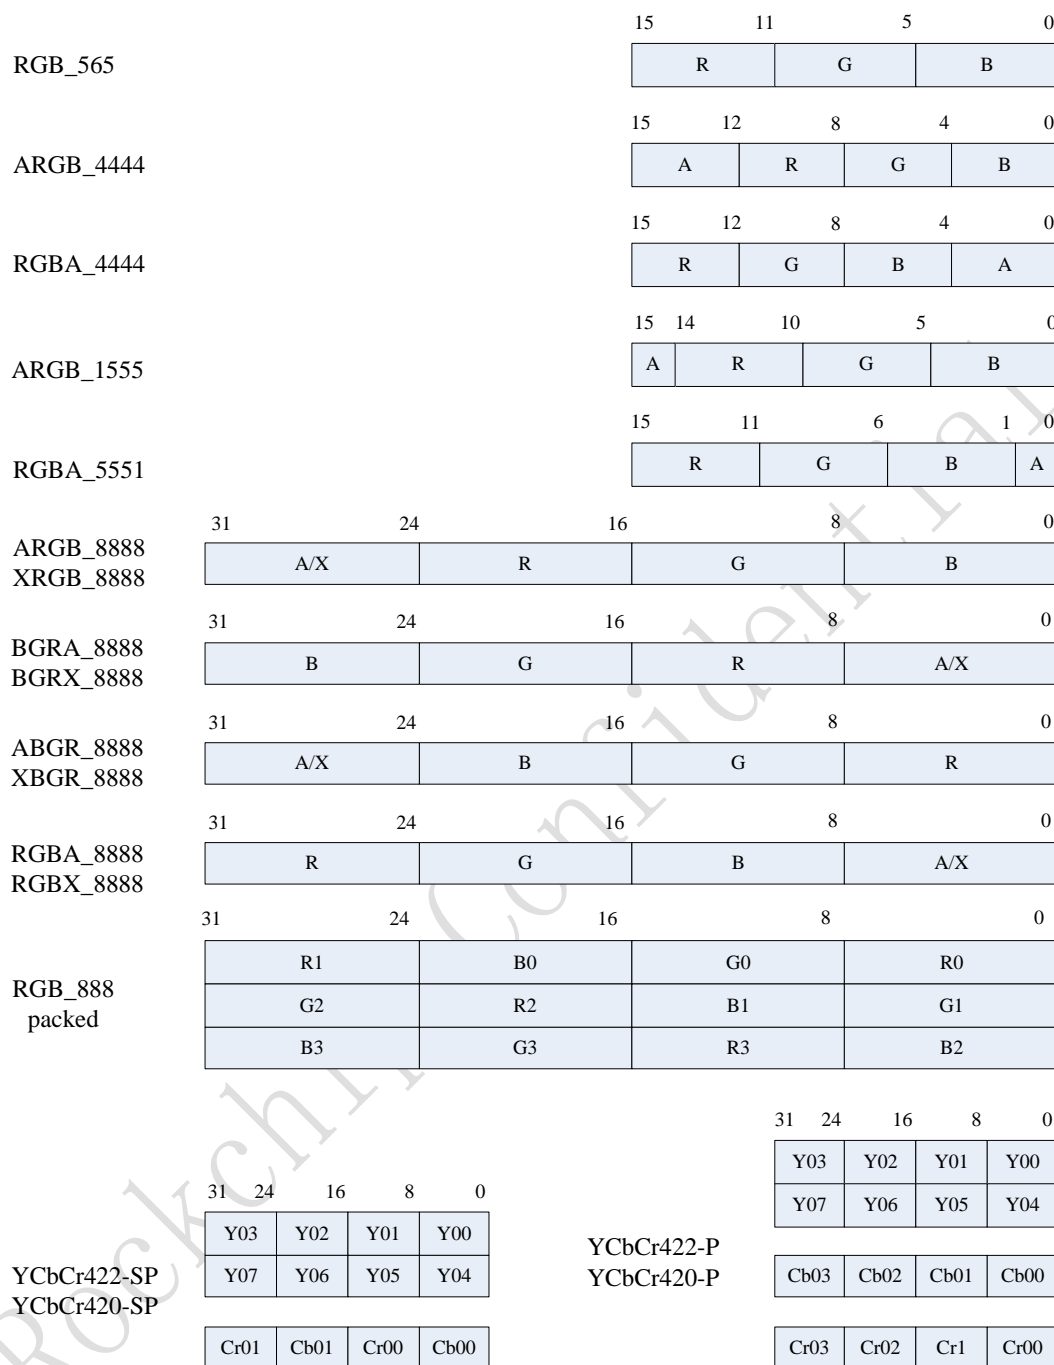 15 11 5 0
RGB_565 R G B
15 12 8 4 0
ARGB_4444 A R G B
15 12 8 4 0
RGBA_4444 R G B A
15 14 10 5 0
ARGB_1555 A R G B
15 11 6 1 0
RGBA_5551 R G B A
31 24 16 8 0
ARGB_8888
XRGB_8888
A/X R G B
31 24 16 8 0
BGRA_8888
BGRX_8888
B G R A/X
31 24 16 8 0
ABGR_8888
XBGR_8888
A/X B G R
31 24 16 8 0
RGBA_8888
RGBX_8888
R G B A/X
31 24 16 8 0
RGB_888
packed
R1 B0 G0 R0
G2 R2 B1 G1
B3 G3 R3 B2
YCbCr422-SP
YCbCr420-SP
31 24 16 8 0
Y03 Y02 Y01 Y00
Y07 Y06 Y05 Y04
Cr01 Cb01 Cr00 Cb00
YCbCr422-P
YCbCr420-P
31 24 16 8 0
Y03 Y02 Y01 Y00
Y07 Y06 Y05 Y04
Cb03 Cb02 Cb01 Cb00
Cr03 Cr02 Cr1 Cr00
Rockchip Confidential